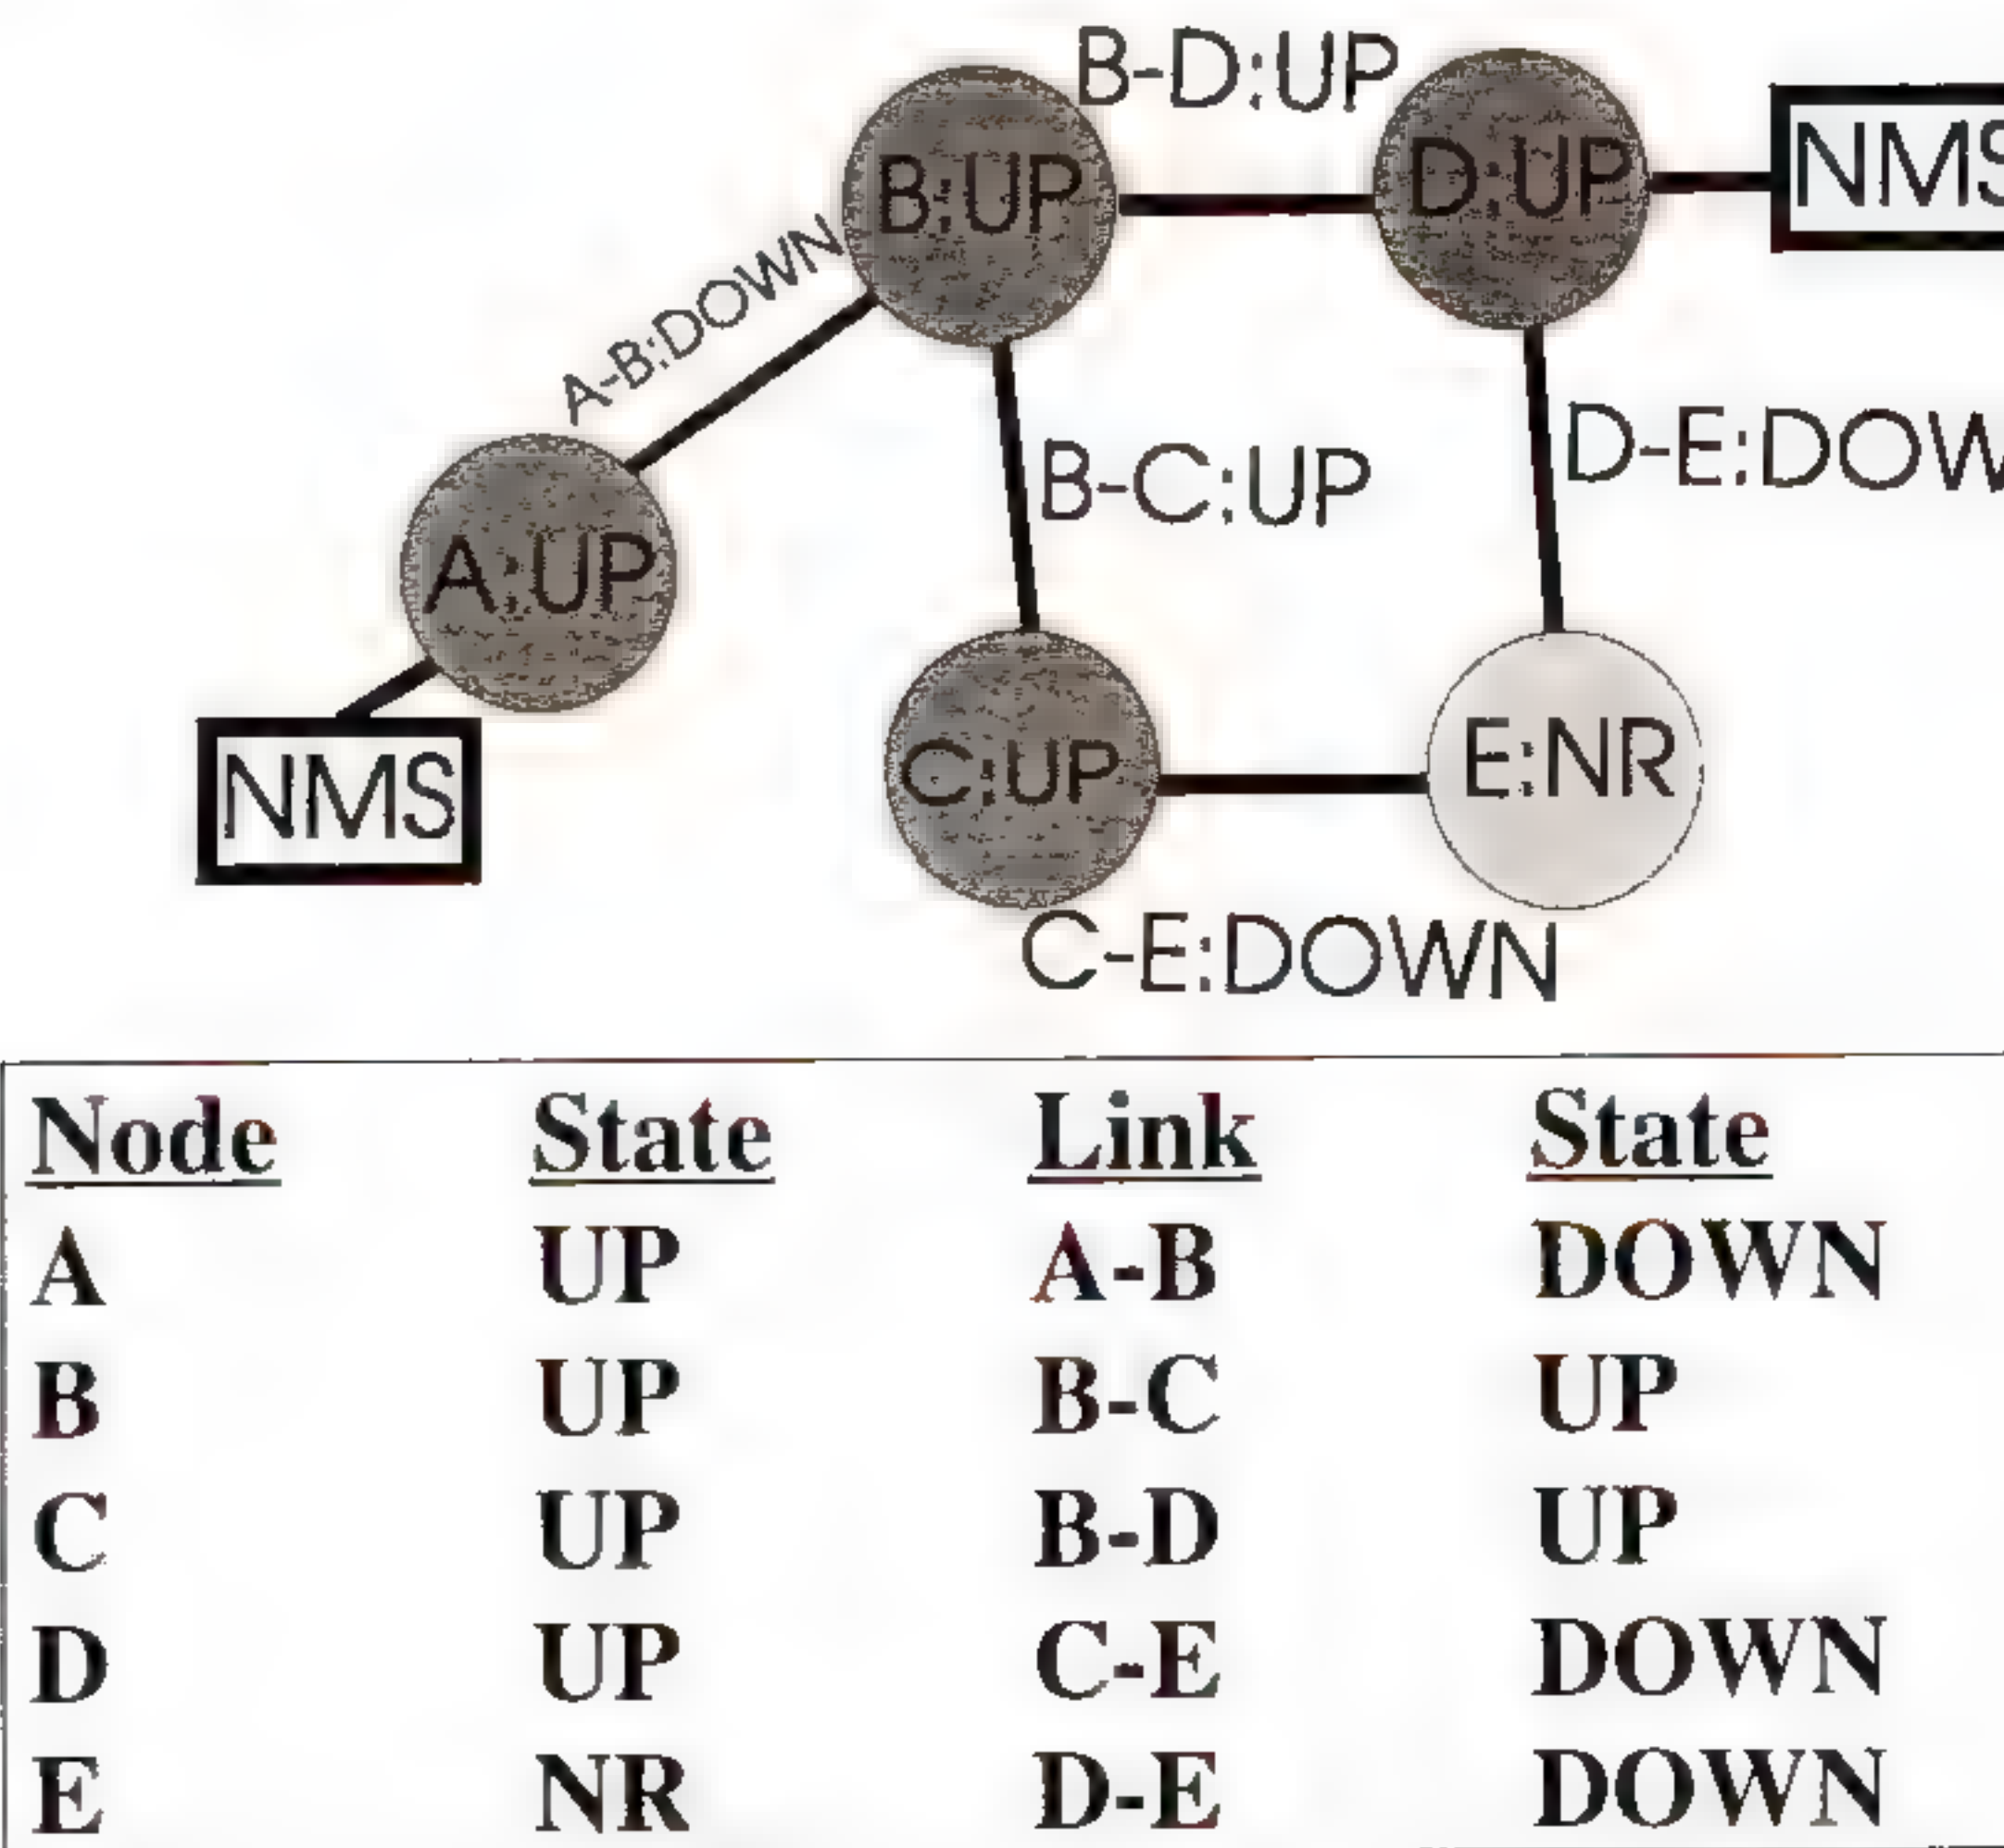 B-D:UP
B:UP
D:UP
NMS
A-B:DOWN
B-C:UP
D-E:DOW
A:UP
C:UP
E:NR
NMS
C-E:DOWN
Node State Link State
A UP A-B DOWN
B UP B-C UP
C UP B-D UP
D UP C-E DOWN
E NR D-E DOWN